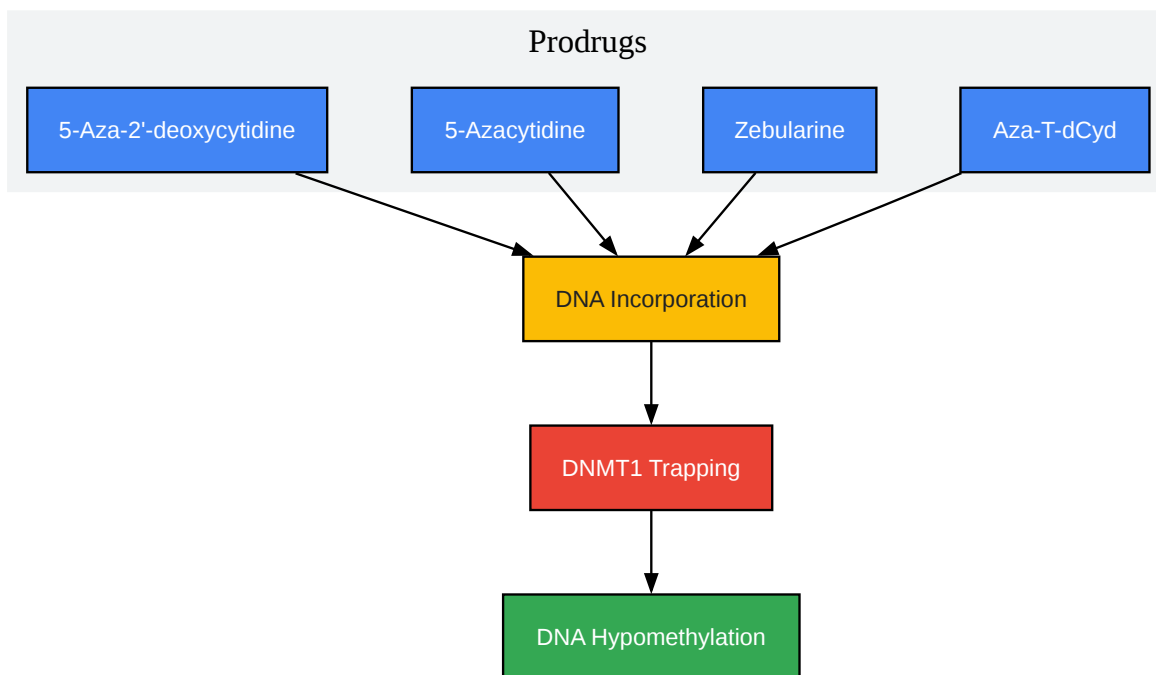 Prodrugs
5-Aza-2'-deoxycytidine
5-Azacytidine
Zebularine
Aza-T-dCyd
DNA Incorporation
DNMT1 Trapping
DNA Hypomethylation